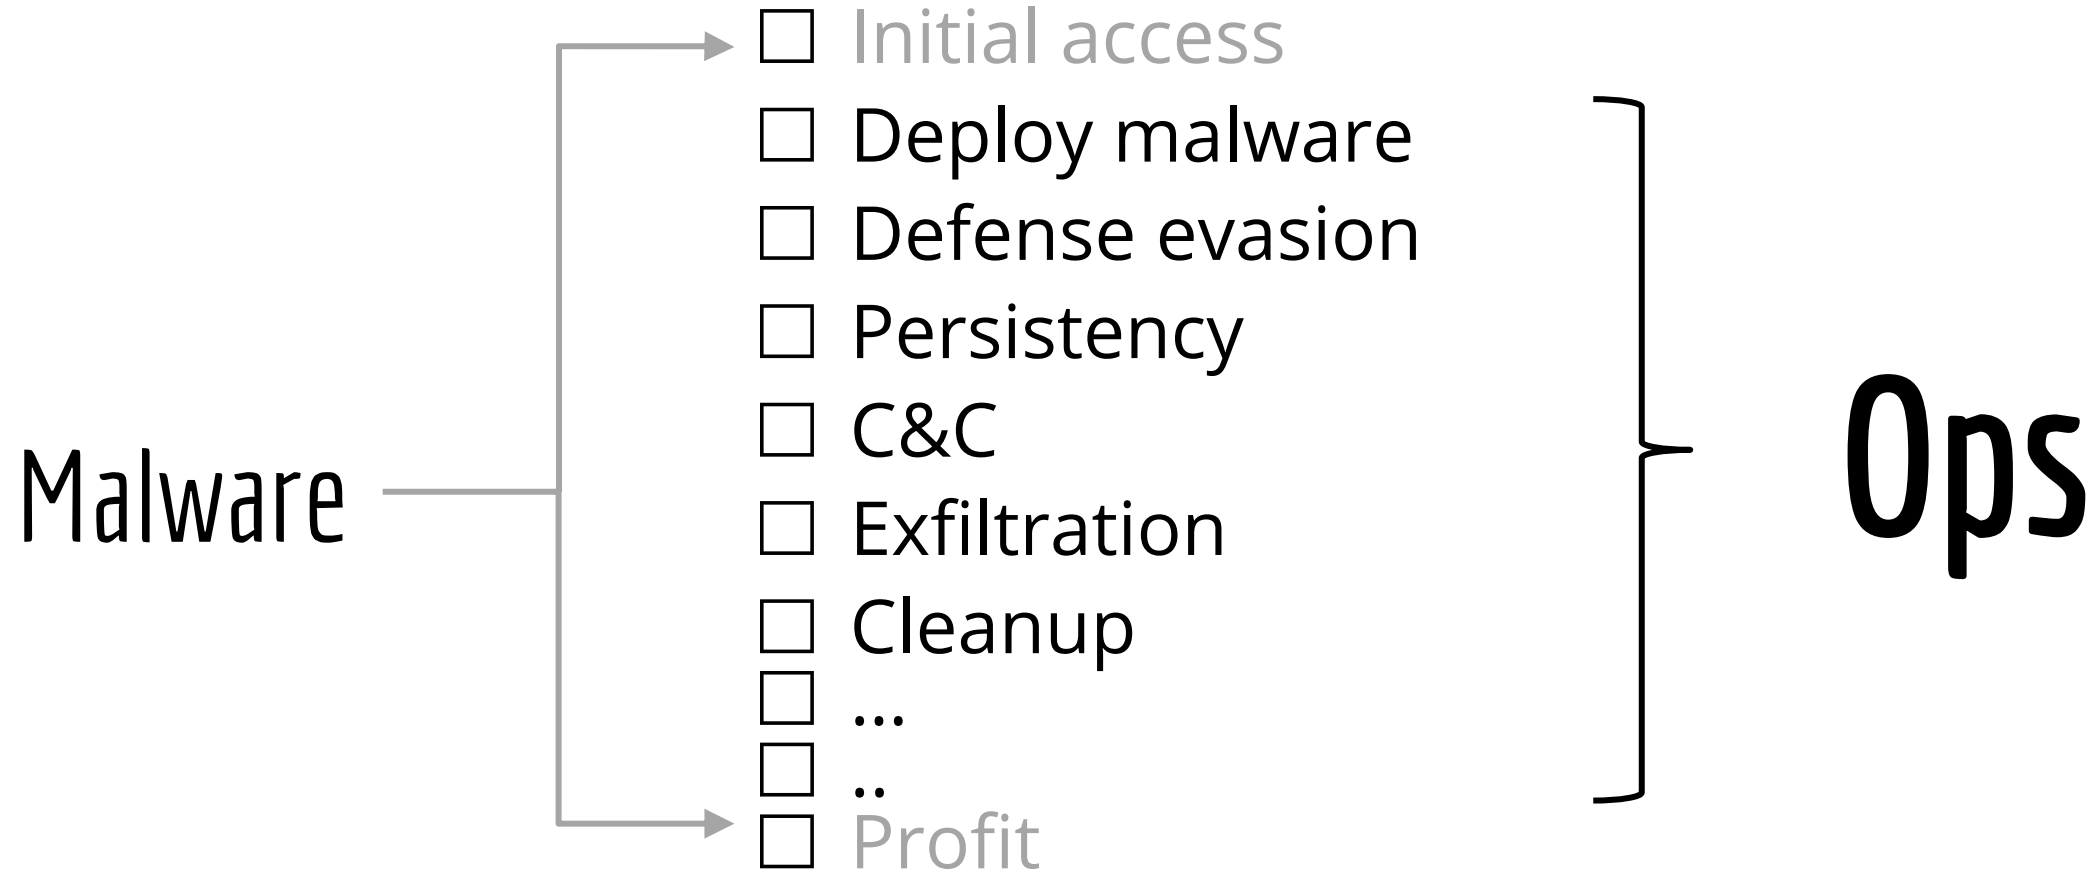 Malware
Initial access
Deploy malware
Defense evasion
Persistency
C&C
Exfiltration
Cleanup
...
..
Profit
Ops